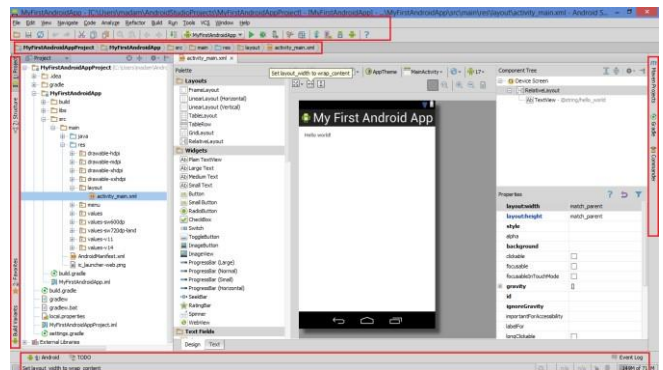 MyFirstAndroidAppProject - [C:\Users\madam\AndroidStudioProjects\MyFirstAndroidAppProject] - [MyFirstAndroidApp] - ...\MyFirstAndroidApp\src\main\res\layout\activity_main.xml - Android S...
File Edit View Navigate Code Analyze Refactor Build Run Tools VCS Window Help
MyFirstAndroidApp
MyFirstAndroidAppProject MyFirstAndroidApp src main res layout activity_main.xml
Project
activity_main.xml
1: Project
7: Structure
2: Favorites
Build Variants
MyFirstAndroidAppProject
.idea
gradle
MyFirstAndroidApp
build
libs
src
main
java
res
drawable-hdpi
drawable-mdpi
drawable-xhdpi
drawable-xxhdpi
layout
activity_main.xml
menu
values
values-sw600dp
values-sw720dp-land
values-v11
values-v14
AndroidManifest.xml
ic_launcher-web.png
build.gradle
MyFirstAndroidApp.iml
build.gradle
gradlew
gradlew.bat
local.properties
MyFirstAndroidAppProject.iml
settings.gradle
External Libraries
Palette
Layouts
FrameLayout
LinearLayout (Horizontal)
LinearLayout (Vertical)
TableLayout
TableRow
GridLayout
RelativeLayout
Widgets
Plain TextView
Large Text
Medium Text
Small Text
Button
Small Button
RadioButton
CheckBox
Switch
ToggleButton
ImageButton
ImageView
ProgressBar (Large)
ProgressBar (Normal)
ProgressBar (Small)
ProgressBar (Horizontal)
SeekBar
RatingBar
Spinner
WebView
Text Fields
Design Text
Set layout_width to wrap_content
AppTheme MainActivity 17
My First Android App
Hello world!
Component Tree
Device Screen
RelativeLayout
TextView - @string/hello_world
Properties
layout:width match_parent
layout:height match_parent
style
alpha
background
clickable
focusable
focusableInTouchMode
gravity []
id
ignoreGravity
importantForAccessibility
labelFor
longClickable
Maven Projects
Gradle
Commander
6: Android TODO
Event Log
Set layout_width to wrap_content